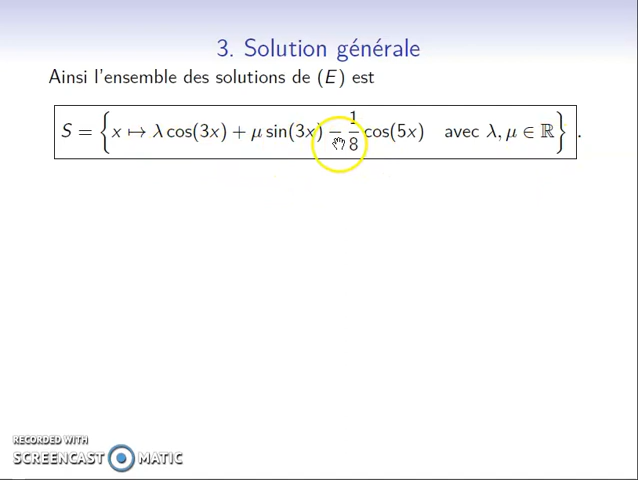 3. Solution générale
Ainsi l'ensemble des solutions de (E) est
S = { x ↦ λ cos(3x) + μ sin(3x) − 1/8 cos(5x) avec λ, μ ∈ ℝ } .
RECORDED WITH
SCREENCAST MATIC